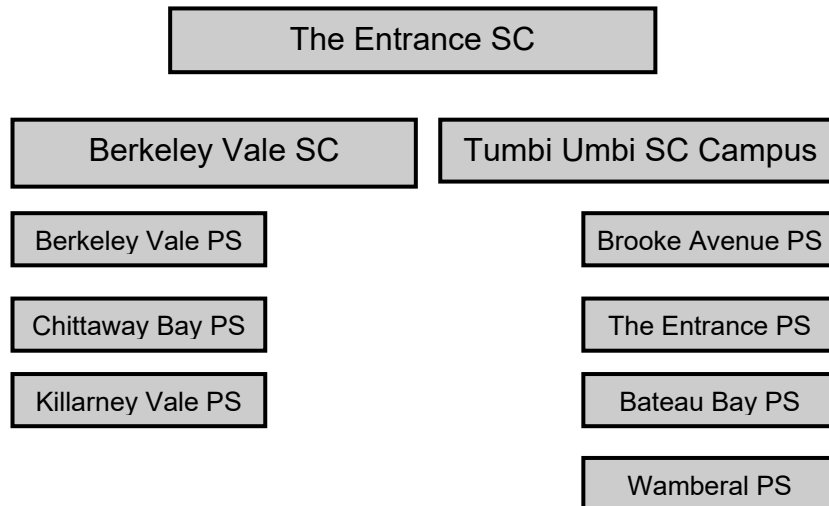 The Entrance SC
Berkeley Vale SC
Tumbi Umbi SC Campus
Berkeley Vale PS
Brooke Avenue PS
Chittaway Bay PS
The Entrance PS
Killarney Vale PS
Bateau Bay PS
Wamberal PS